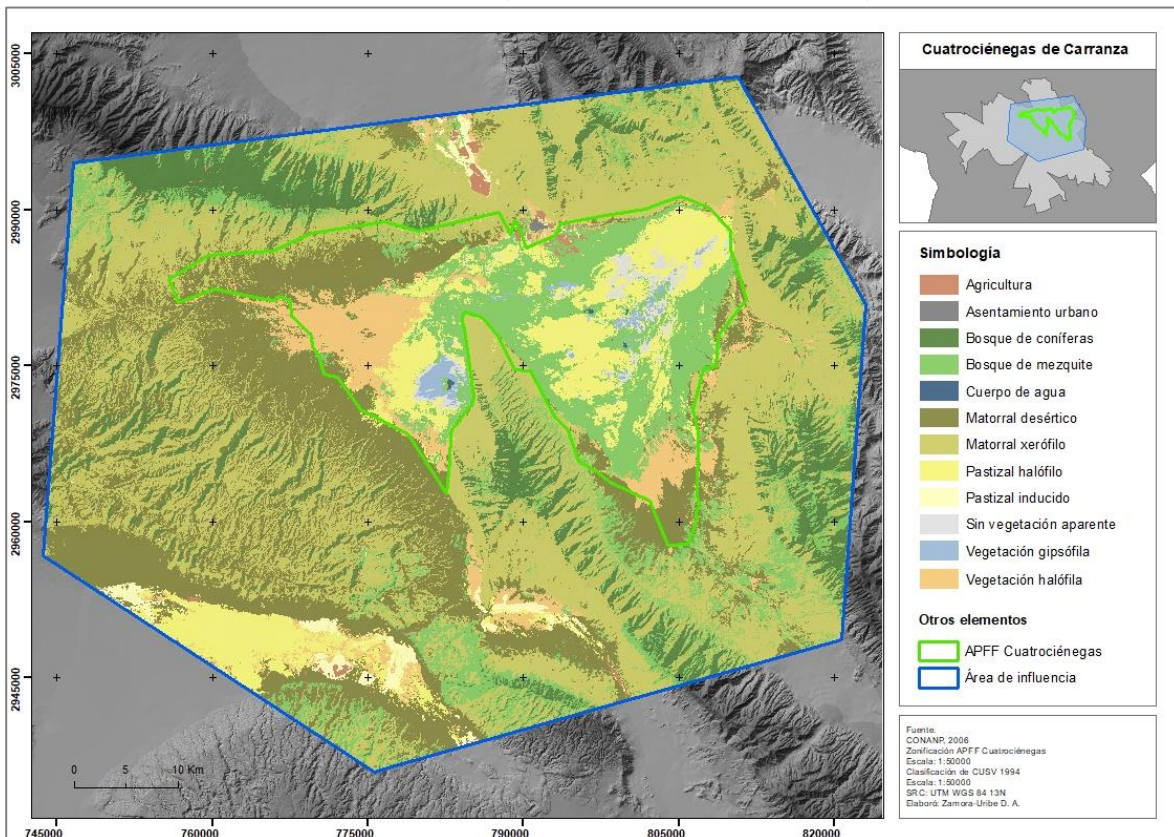 3005000
2990000
2975000
2960000
2945000
745000
760000
775000
790000
805000
820000
0 5 10 Km
Cuatrociénegas de Carranza
Simbología
Agricultura
Asentamiento urbano
Bosque de coníferas
Bosque de mezquite
Cuerpo de agua
Matorral desértico
Matorral xerófilo
Pastizal halófilo
Pastizal inducido
Sin vegetación aparente
Vegetación gipsófila
Vegetación halófila
Otros elementos
APFF Cuatrociénegas
Área de influencia
Fuente.
CONANP, 2006
Zonificación APFF Cuatrociénegas
Escala: 1:50000
Clasificación de CUSV 1994
Escala: 1:50000
SRC: UTM WGS 84 13N
Elaboró: Zamora-Uribe D. A.